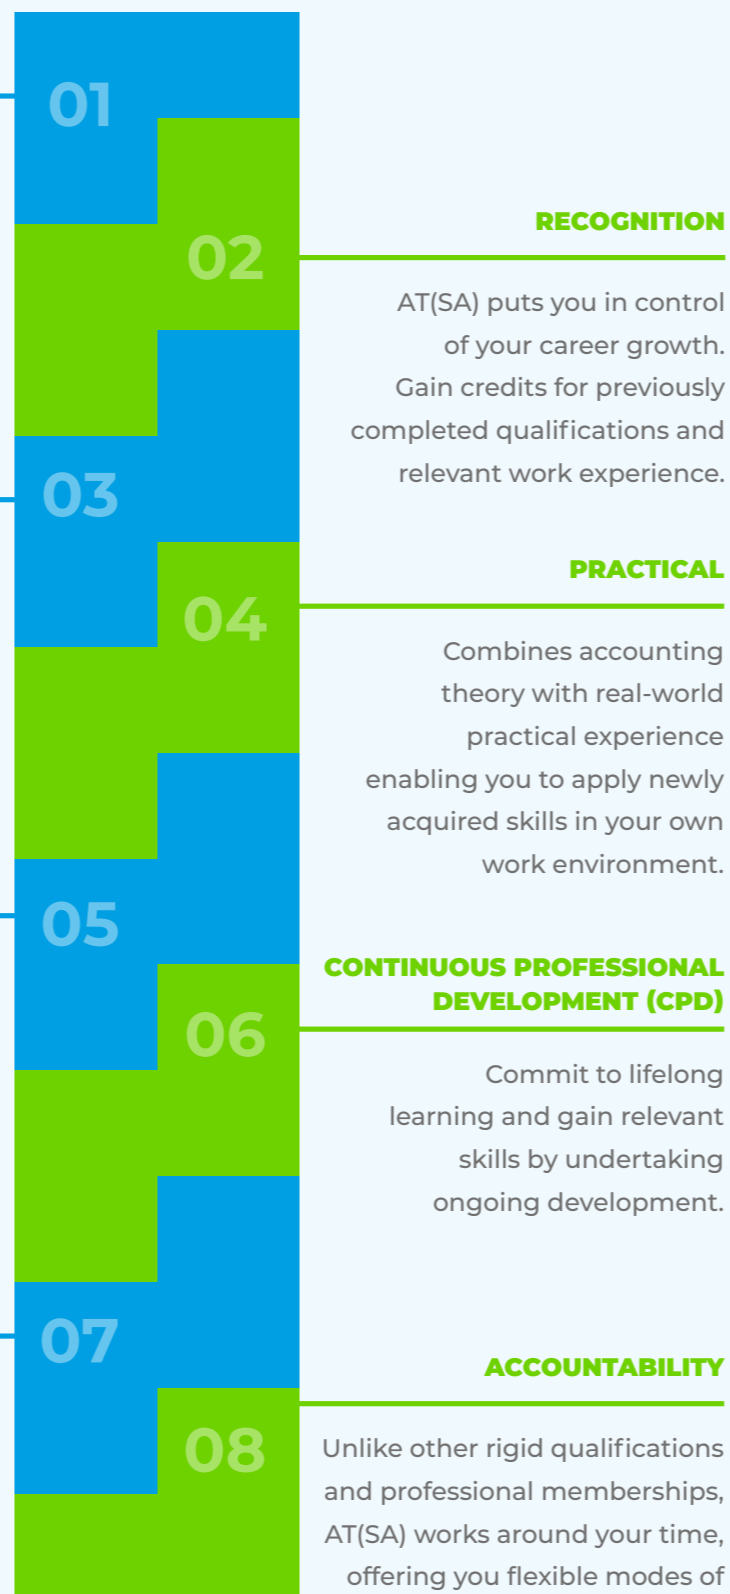 01
02
RECOGNITION
AT(SA) puts you in control
of your career growth.
Gain credits for previously
completed qualifications and
relevant work experience.
03
04
PRACTICAL
Combines accounting
theory with real-world
practical experience
enabling you to apply newly
acquired skills in your own
work environment.
05
06
CONTINUOUS PROFESSIONAL
DEVELOPMENT (CPD)
Commit to lifelong
learning and gain relevant
skills by undertaking
ongoing development.
07
08
ACCOUNTABILITY
Unlike other rigid qualifications
and professional memberships,
AT(SA) works around your time,
offering you flexible modes of